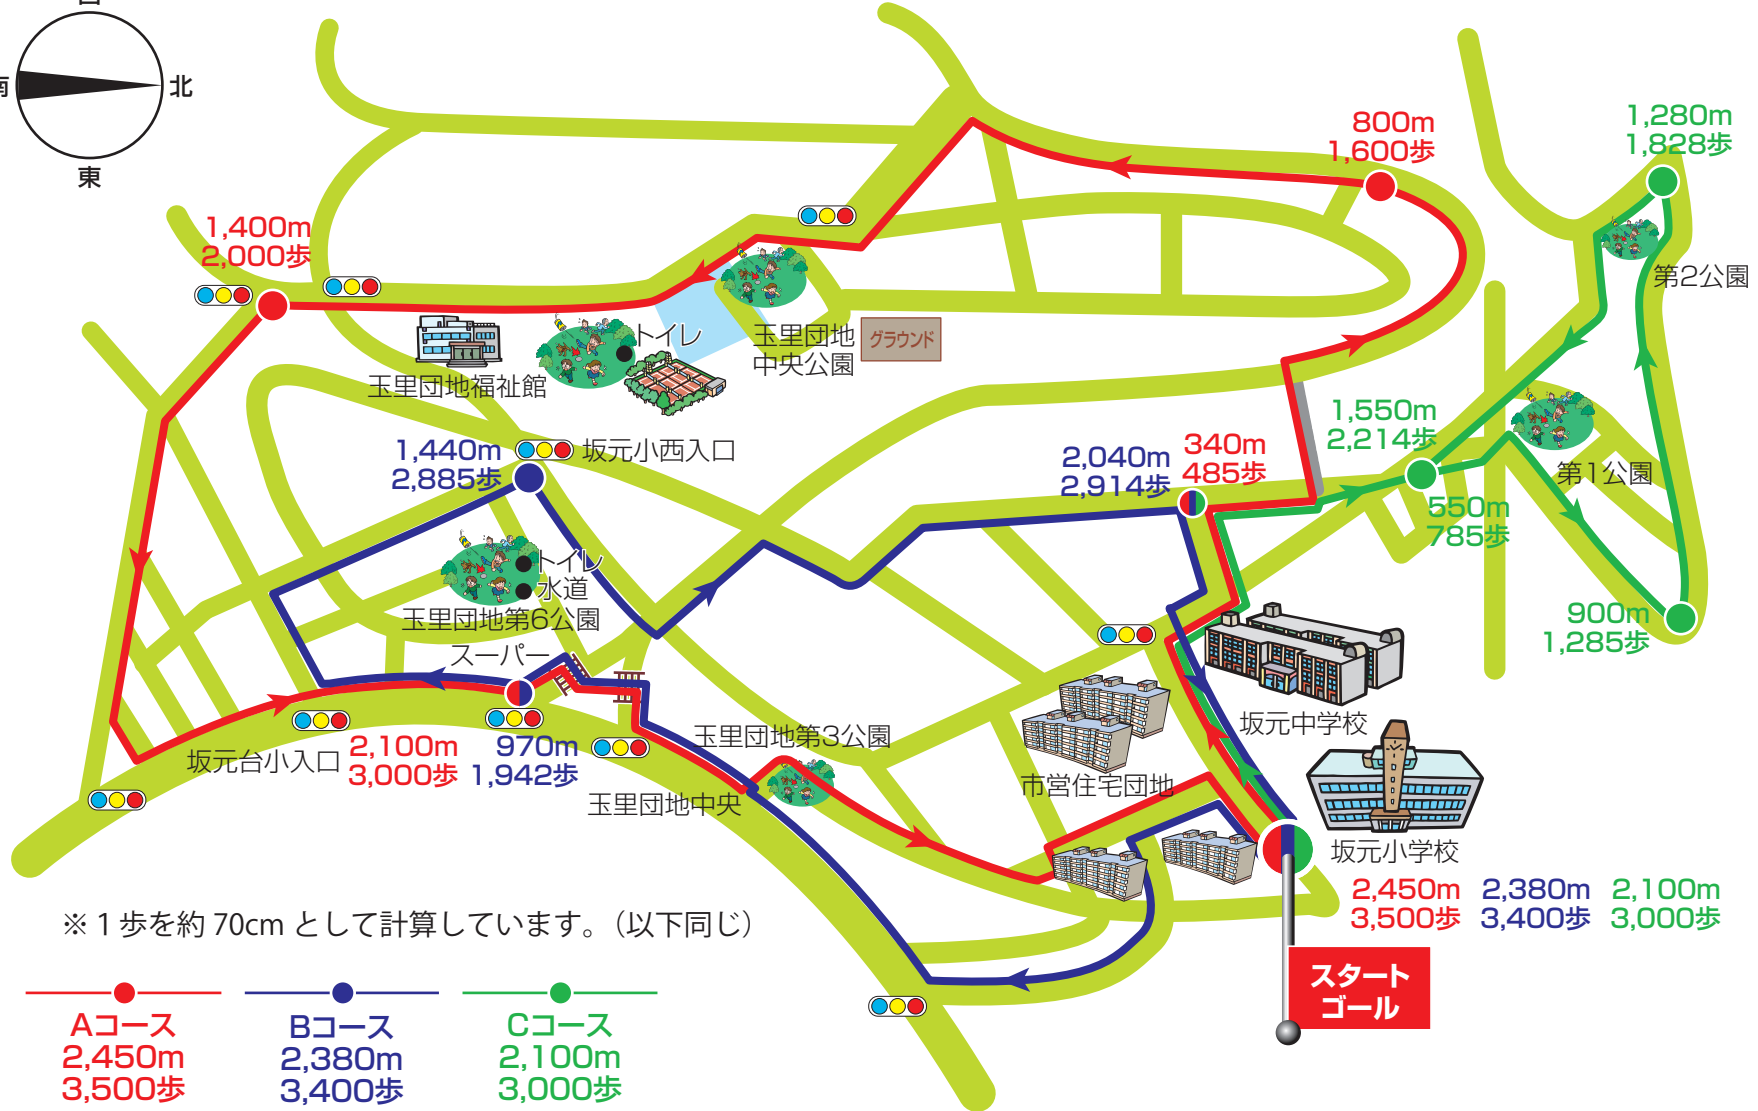 西
南
北
東
800m
1,600歩
1,280m
1,828歩
第2公園
1,400m
2,000歩
トイレ
玉里団地
中央公園
グラウンド
玉里団地福祉館
1,440m
2,885歩
坂元小西入口
2,040m
2,914歩
340m
485歩
1,550m
2,214歩
第1公園
550m
785歩
900m
1,285歩
トイレ
水道
玉里団地第6公園
スーパー
坂元台小入口
2,100m
3,000歩
970m
1,942歩
玉里団地第3公園
玉里団地中央
市営住宅団地
坂元中学校
坂元小学校
2,450m
3,500歩
2,380m
3,400歩
2,100m
3,000歩
スタート
ゴール
※1歩を約70cmとして計算しています。（以下同じ）
Aコース
2,450m
3,500歩
Bコース
2,380m
3,400歩
Cコース
2,100m
3,000歩